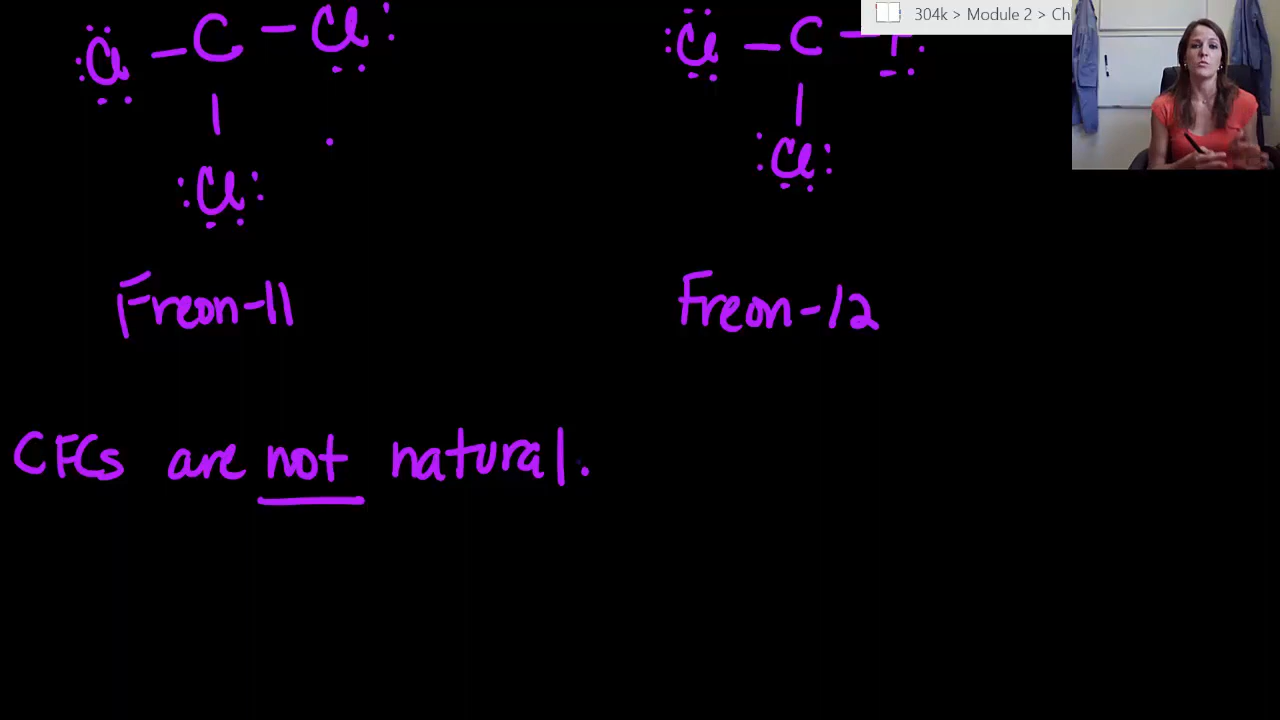 304k > Module 2 > Ch
Cl — C — Cl
Cl — C —
Cl
Cl
Freon-11
Freon-12
CFCs are not natural.